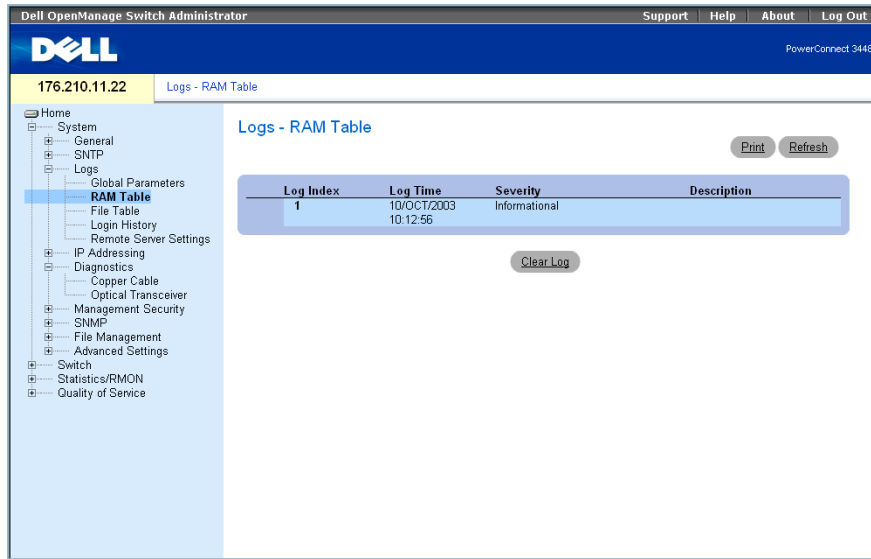 Dell OpenManage Switch Administrator
Support Help About Log Out
DELL
PowerConnect 3448
176.210.11.22
Logs - RAM Table
Home
System
General
SNTP
Logs
Global Parameters
RAM Table
File Table
Login History
Remote Server Settings
IP Addressing
Diagnostics
Copper Cable
Optical Transceiver
Management Security
SNMP
File Management
Advanced Settings
Switch
Statistics/RMON
Quality of Service
Logs - RAM Table
Print Refresh
Log Index Log Time Severity Description
1 10/OCT/2003 Informational
10:12:56
Clear Log